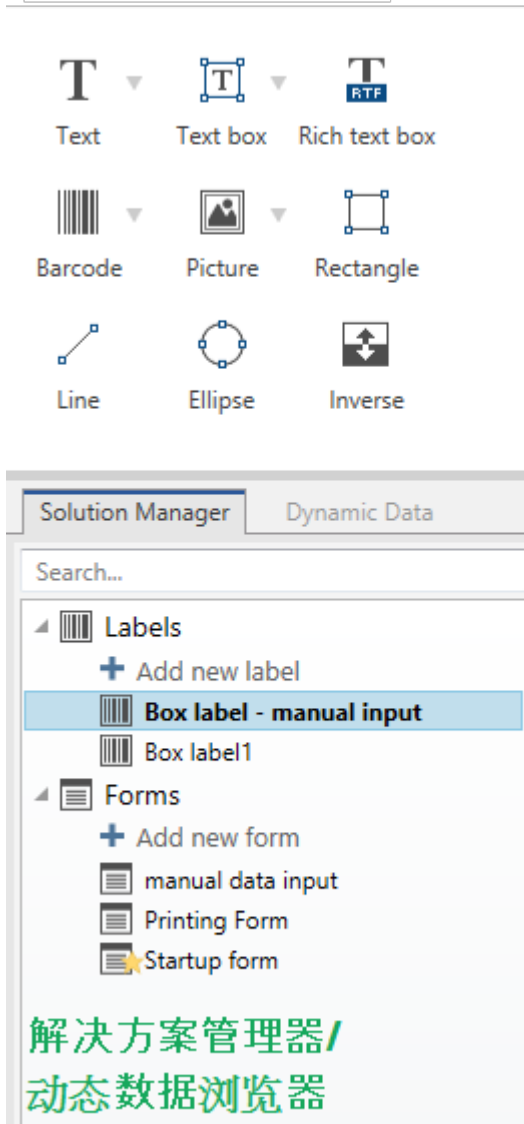 T T T
RTF
Text Text box Rich text box
Barcode Picture Rectangle
Line Ellipse Inverse
Solution Manager Dynamic Data
Search...
Labels
Add new label
Box label - manual input
Box label1
Forms
Add new form
manual data input
Printing Form
Startup form
解决方案管理器/
动态数据浏览器